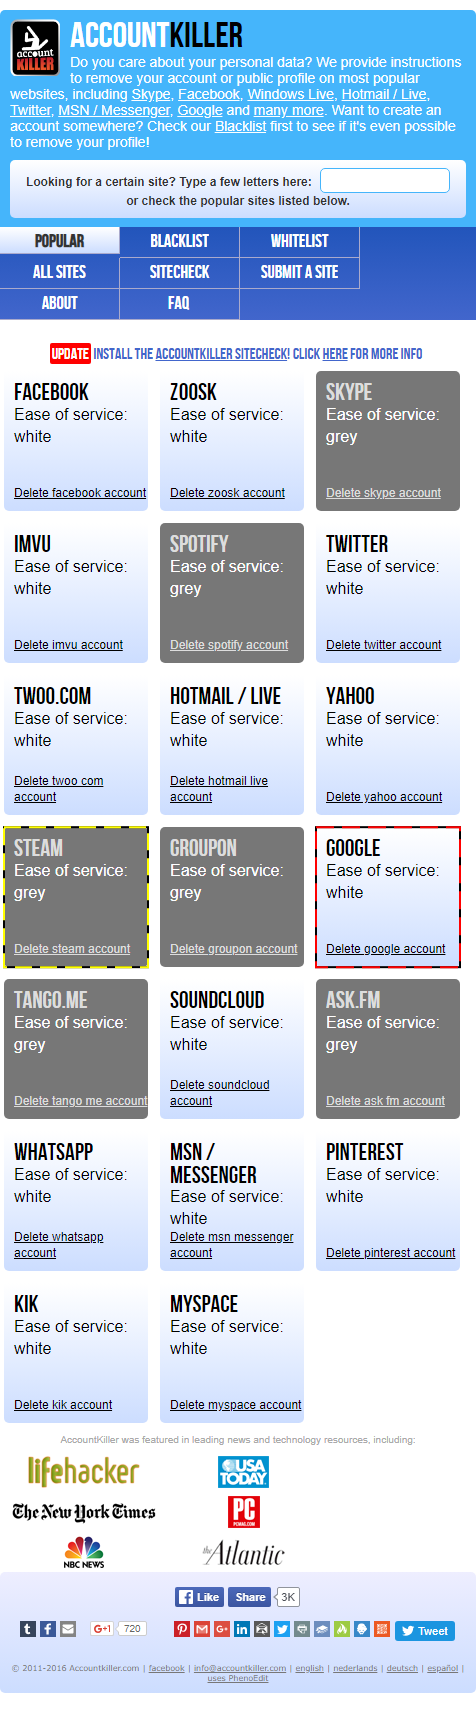 account
KILLER
ACCOUNTKILLER
Do you care about your personal data? We provide instructions
to remove your account or public profile on most popular
websites, including Skype, Facebook, Windows Live, Hotmail / Live,
Twitter, MSN / Messenger, Google and many more. Want to create an
account somewhere? Check our Blacklist first to see if it's even possible
to remove your profile!
Looking for a certain site? Type a few letters here:
or check the popular sites listed below.
POPULAR BLACKLIST WHITELIST
ALL SITES SITECHECK SUBMIT A SITE
ABOUT FAQ
UPDATE INSTALL THE ACCOUNTKILLER SITECHECK! CLICK HERE FOR MORE INFO
FACEBOOK
Ease of service:
white
Delete facebook account
ZOOSK
Ease of service:
white
Delete zoosk account
SKYPE
Ease of service:
grey
Delete skype account
IMVU
Ease of service:
white
Delete imvu account
SPOTIFY
Ease of service:
grey
Delete spotify account
TWITTER
Ease of service:
white
Delete twitter account
TWOO.COM
Ease of service:
white
Delete twoo com
account
HOTMAIL / LIVE
Ease of service:
white
Delete hotmail live
account
YAHOO
Ease of service:
white
Delete yahoo account
STEAM
Ease of service:
grey
Delete steam account
GROUPON
Ease of service:
grey
Delete groupon account
GOOGLE
Ease of service:
white
Delete google account
TANGO.ME
Ease of service:
grey
Delete tango me account
SOUNDCLOUD
Ease of service:
white
Delete soundcloud
account
ASK.FM
Ease of service:
grey
Delete ask fm account
WHATSAPP
Ease of service:
white
Delete whatsapp
account
MSN /
MESSENGER
Ease of service:
white
Delete msn messenger
account
PINTEREST
Ease of service:
white
Delete pinterest account
KIK
Ease of service:
white
Delete kik account
MYSPACE
Ease of service:
white
Delete myspace account
AccountKiller was featured in leading news and technology resources, including:
lifehacker
USA
TODAY
The New York Times
PC
PCMAG.COM
NBC NEWS
the Atlantic
Like Share 3K
G+1 720 Tweet
© 2011-2016 Accountkiller.com | facebook | info@accountkiller.com | english | nederlands | deutsch | español |
uses PhenoEdit